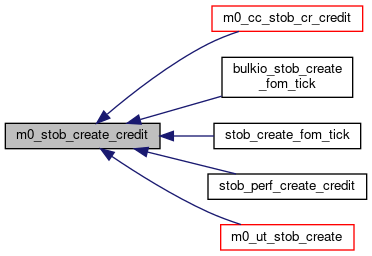 m0_cc_stob_cr_credit
bulkio_stob_create
_fom_tick
m0_stob_create_credit
stob_create_fom_tick
stob_perf_create_credit
m0_ut_stob_create